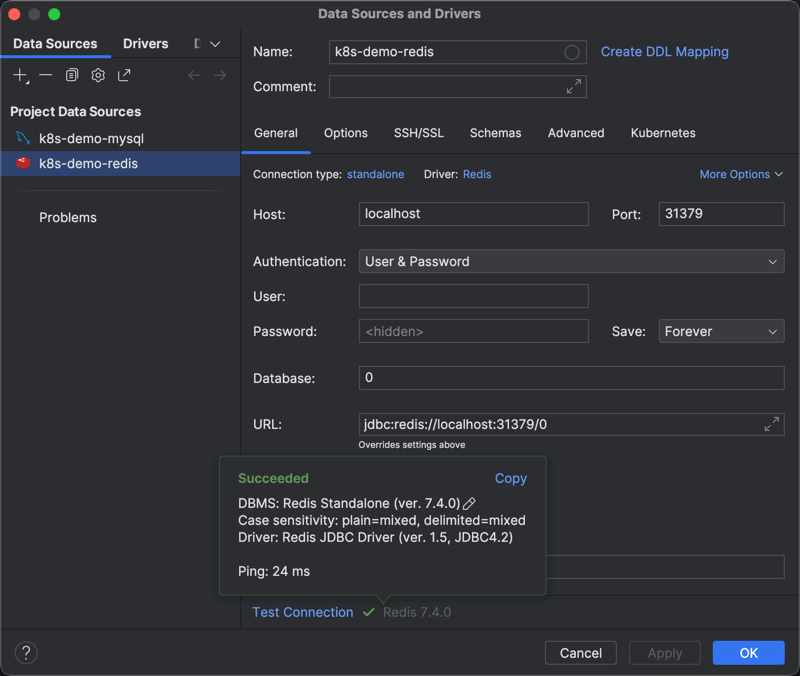 Data Sources and Drivers
Data Sources Drivers
Project Data Sources
k8s-demo-mysql
k8s-demo-redis
Problems
Name: k8s-demo-redis Create DDL Mapping
Comment:
General Options SSH/SSL Schemas Advanced Kubernetes
Connection type: standalone Driver: Redis More Options
Host: localhost Port: 31379
Authentication: User & Password
User:
Password: <hidden> Save: Forever
Database: 0
URL: jdbc:redis://localhost:31379/0
Overrides settings above
Succeeded Copy
DBMS: Redis Standalone (ver. 7.4.0)
Case sensitivity: plain=mixed, delimited=mixed
Driver: Redis JDBC Driver (ver. 1.5, JDBC4.2)
Ping: 24 ms
Test Connection Redis 7.4.0
? Cancel Apply OK